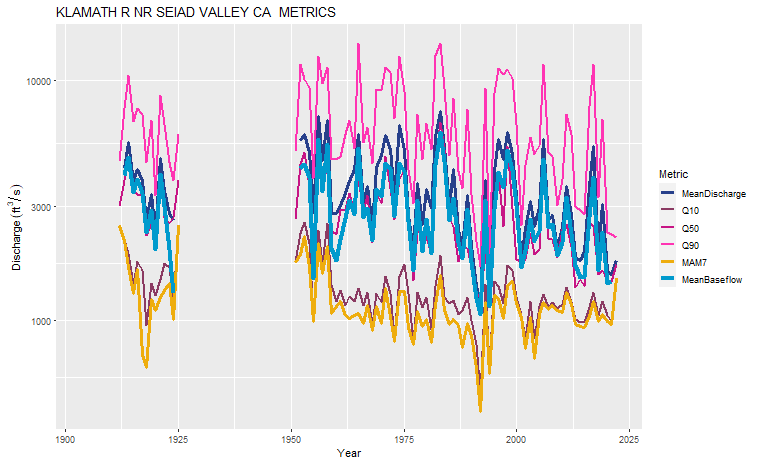 KLAMATH R NR SEIAD VALLEY CA  METRICS
Discharge (ft³/s)
10000
3000
1000
1900
1925
1950
1975
2000
2025
Year
Metric
MeanDischarge
Q10
Q50
Q90
MAM7
MeanBaseflow